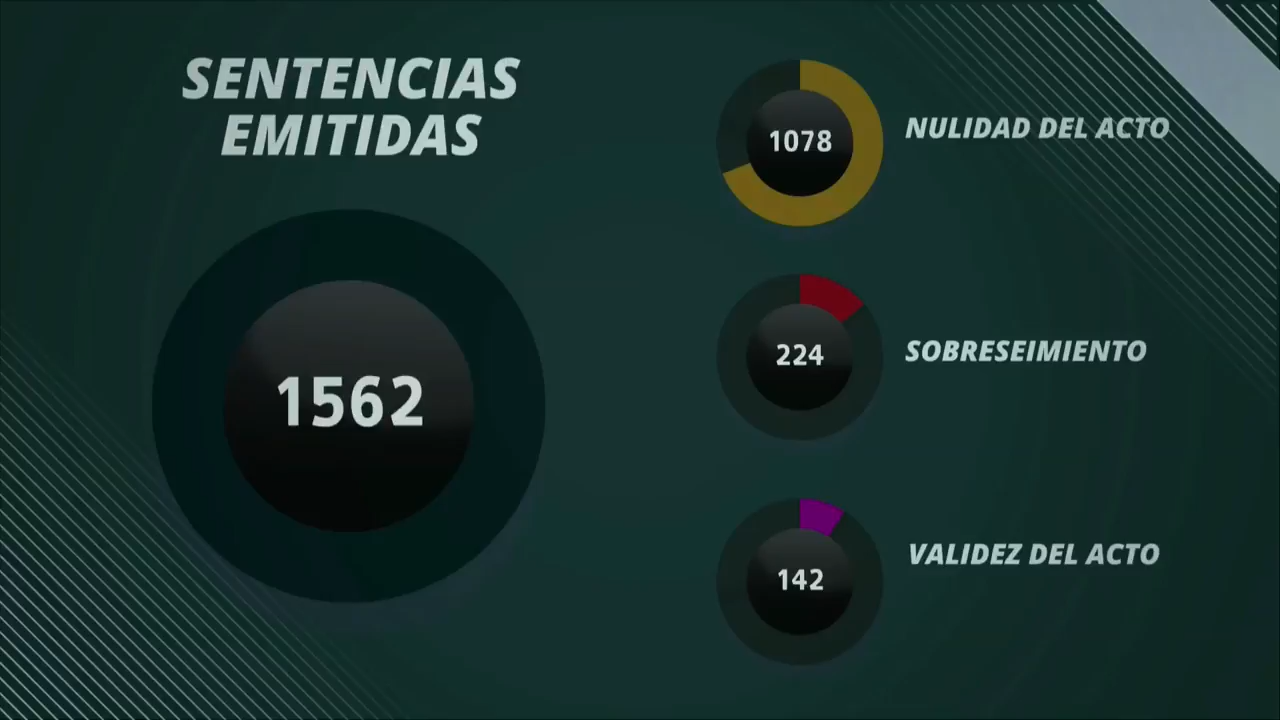 SENTENCIAS
EMITIDAS
1562
1078
NULIDAD DEL ACTO
224
SOBRESEIMIENTO
142
VALIDEZ DEL ACTO